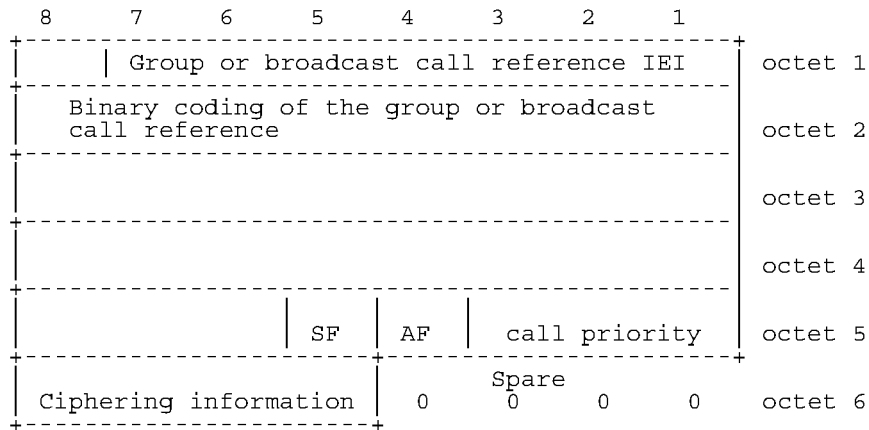 8 7 6 5 4 3 2 1
Group or broadcast call reference IEI octet 1
Binary coding of the group or broadcast
call reference octet 2
octet 3
octet 4
SF AF call priority octet 5
Spare
Ciphering information 0 0 0 0 octet 6